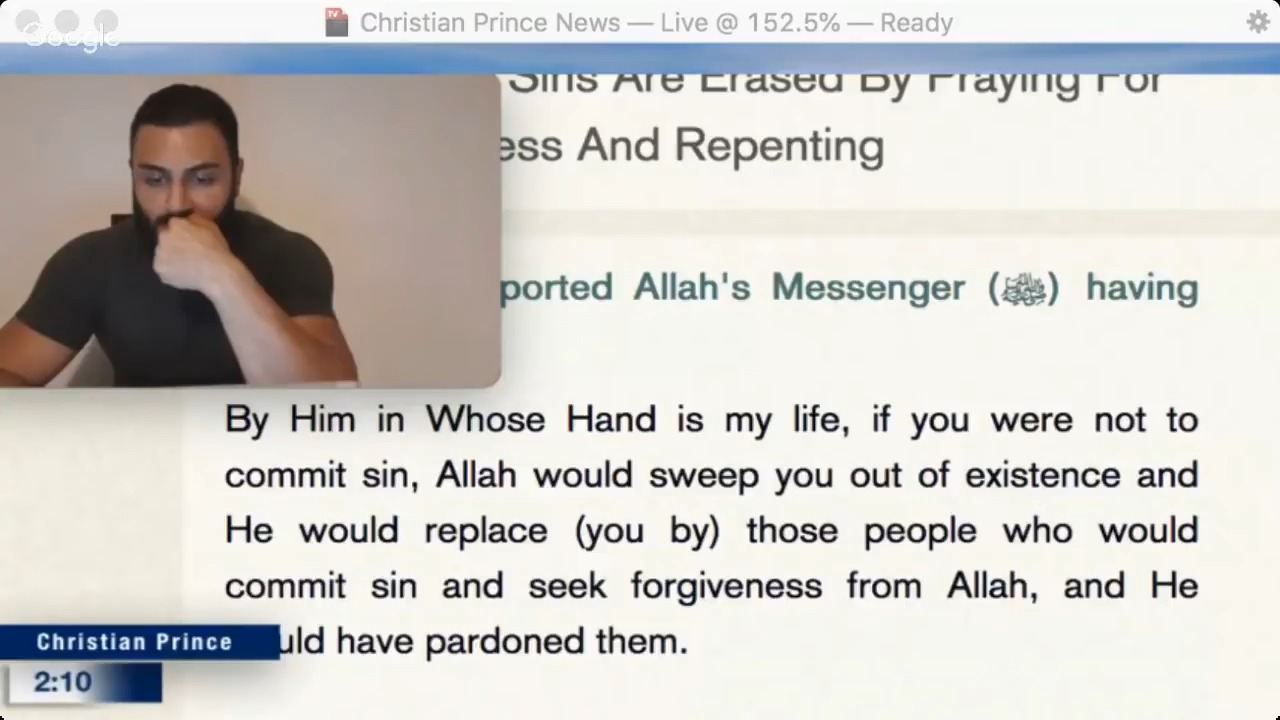 Christian Prince News — Live @ 152.5% — Ready
Google
TV
Sins Are Erased By Praying For
ess And Repenting
ported Allah's Messenger (ﷺ) having
By Him in Whose Hand is my life, if you were not to
commit sin, Allah would sweep you out of existence and
He would replace (you by) those people who would
commit sin and seek forgiveness from Allah, and He
uld have pardoned them.
Christian Prince
2:10